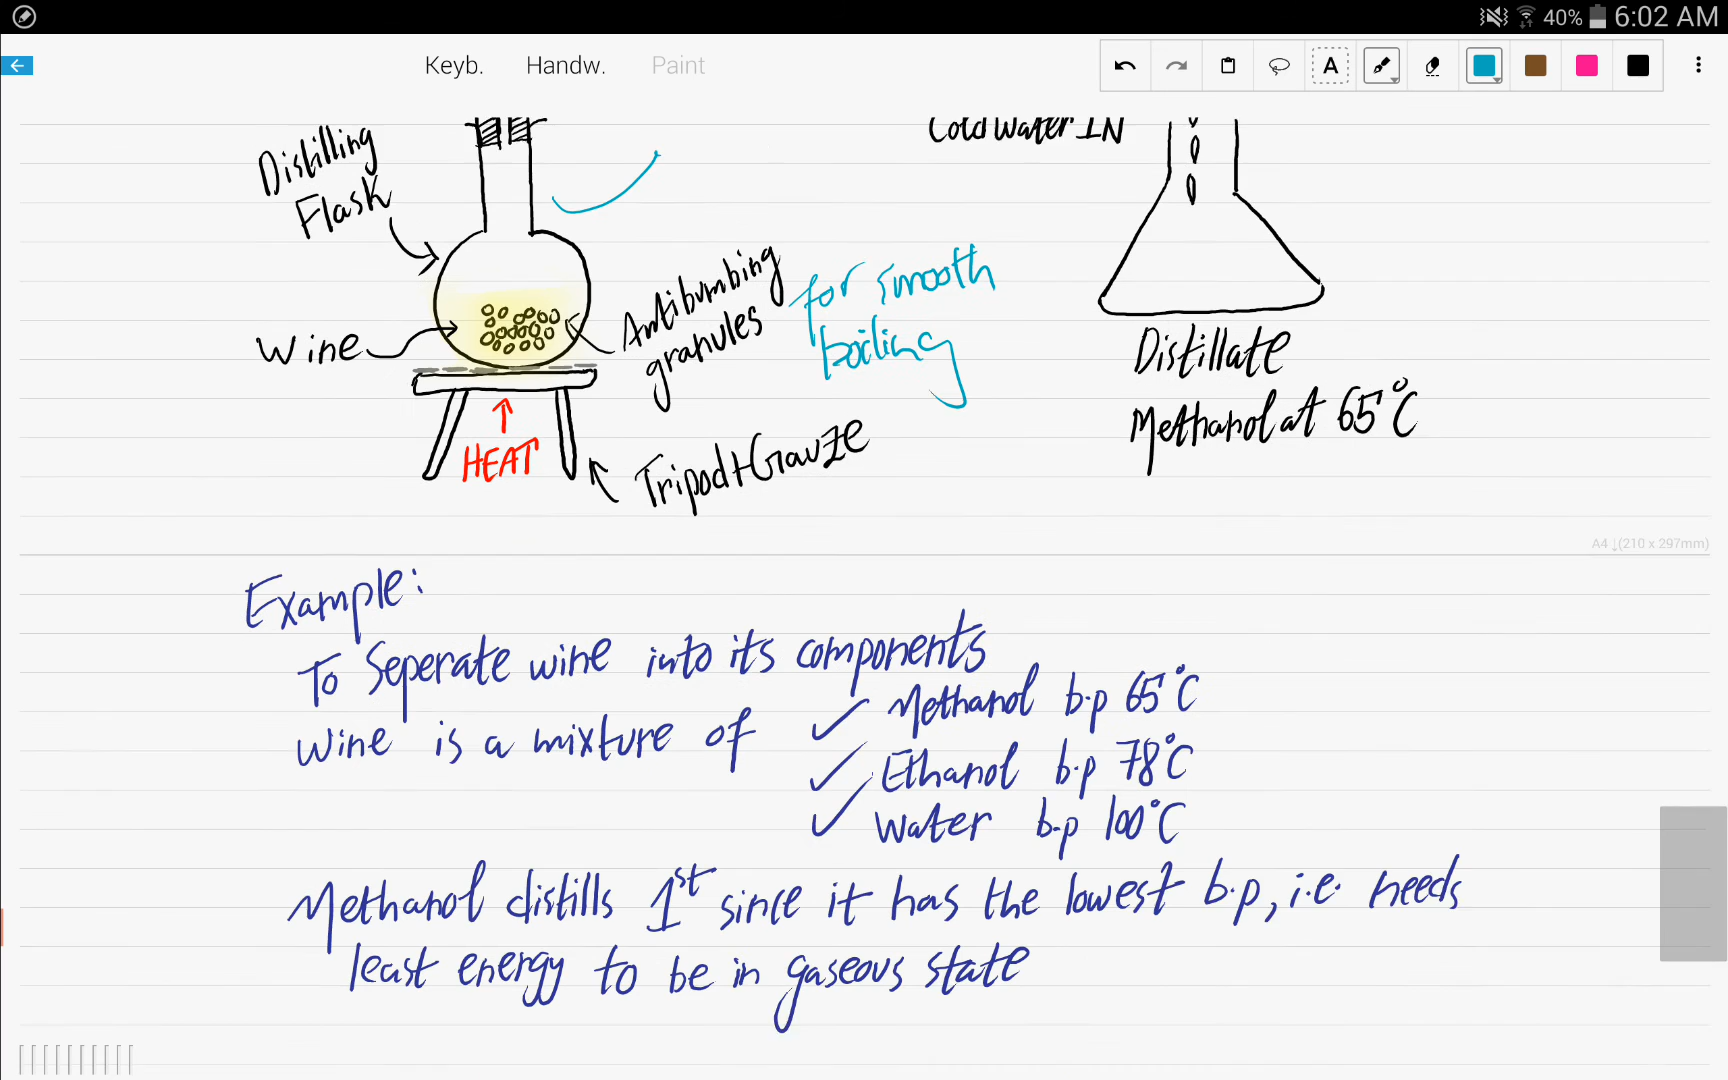 40% 6:02 AM
Keyb. Handw. Paint
A
Cold Water IN
Distilling
Flask
Wine
Antibumbing
granules
for smooth
boiling
HEAT
Tripod+Gauze
Distillate
Methanol at 65°C
A4 ↓(210 x 297mm)
Example:
To Seperate wine into its components
wine is a mixture of ✓ Methanol b.p 65°C
✓ Ethanol b.p 78°C
✓ Water b.p 100°C
Methanol distills 1st since it has the lowest b.p, i.e. needs
least energy to be in gaseous state